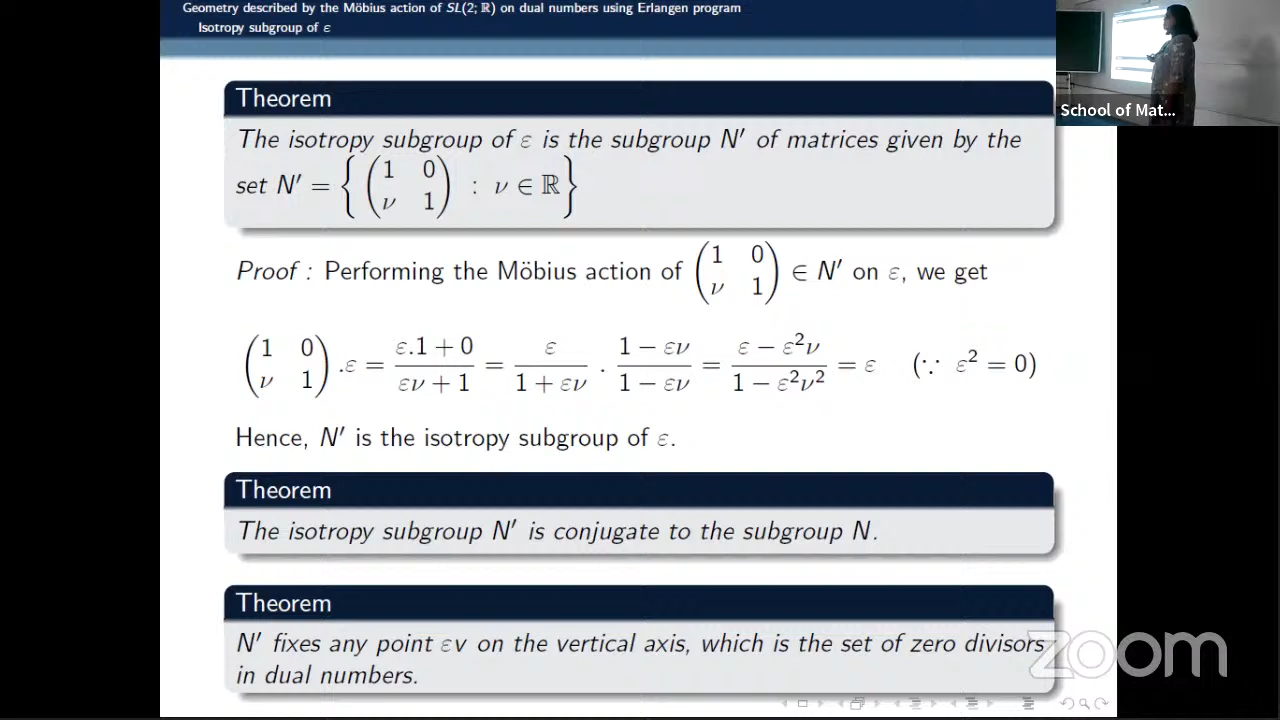 Geometry described by the Möbius action of SL(2; ℝ) on dual numbers using Erlangen program
Isotropy subgroup of ε
School of Mat...
Theorem
The isotropy subgroup of ε is the subgroup N′ of matrices given by the
set N′ = { ( 1 0 ; ν 1 ) : ν ∈ ℝ }
Proof : Performing the Möbius action of ( 1 0 ; ν 1 ) ∈ N′ on ε, we get
( 1 0 ; ν 1 ) .ε = (ε.1 + 0)/(εν + 1) = ε/(1 + εν) . (1 − εν)/(1 − εν) = (ε − ε²ν)/(1 − ε²ν²) = ε (∵ ε² = 0)
Hence, N′ is the isotropy subgroup of ε.
Theorem
The isotropy subgroup N′ is conjugate to the subgroup N.
Theorem
N′ fixes any point εv on the vertical axis, which is the set of zero divisors
in dual numbers.
zoom